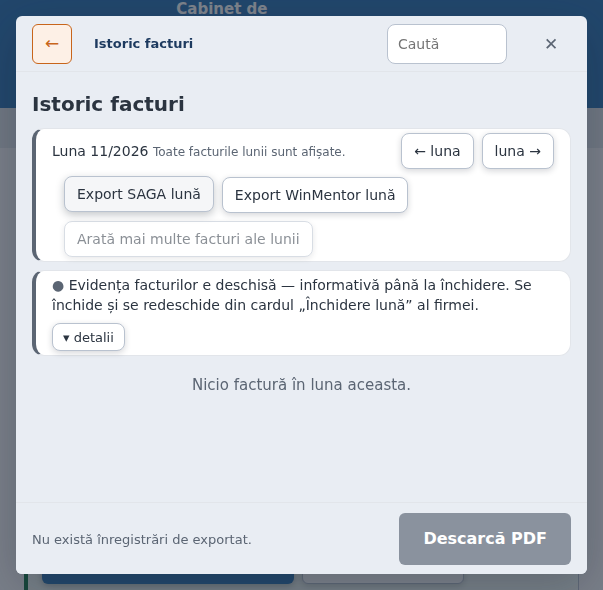 Cabinet de
←
Istoric facturi
Caută
✕
Istoric facturi
Luna 11/2026 Toate facturile lunii sunt afișate.
← luna
luna →
Export SAGA lună
Export WinMentor lună
Arată mai multe facturi ale lunii
● Evidența facturilor e deschisă — informativă până la închidere. Se
închide și se redeschide din cardul „Închidere lună” al firmei.
▾ detalii
Nicio factură în luna aceasta.
Nu există înregistrări de exportat.
Descarcă PDF